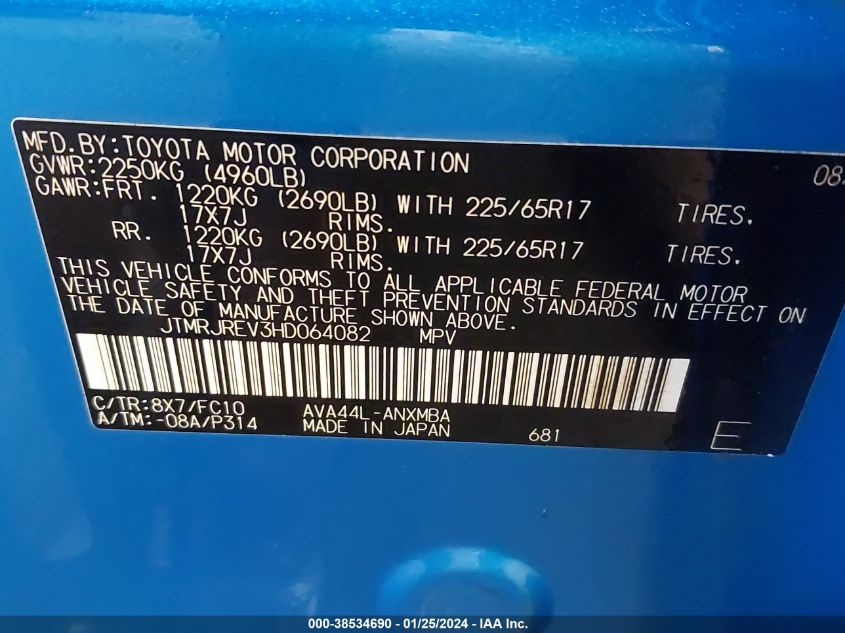 MFD.BY:TOYOTA MOTOR CORPORATION
GVWR:2250KG (4960LB)
GAWR:FRT. 1220KG (2690LB) WITH 225/65R17 TIRES.
17X7J RIMS.
RR. 1220KG (2690LB) WITH 225/65R17 TIRES.
17X7J RIMS.
THIS VEHICLE CONFORMS TO ALL APPLICABLE FEDERAL MOTOR
VEHICLE SAFETY AND THEFT PREVENTION STANDARDS IN EFFECT ON
THE DATE OF MANUFACTURE SHOWN ABOVE.
JTMRJREV3HD064082 MPV
C/TR:8X7/FC10 AVA44L-ANXMBA
A/TM:-08A/P314 MADE IN JAPAN 681 E
000-38534690 - 01/25/2024 - IAA Inc.